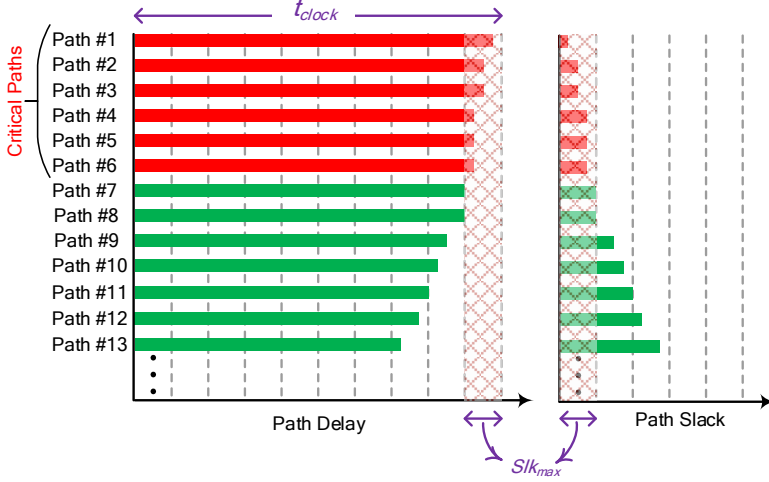 t_clock
Critical Paths
Path #1
Path #2
Path #3
Path #4
Path #5
Path #6
Path #7
Path #8
Path #9
Path #10
Path #11
Path #12
Path #13
Path Delay
Path Slack
Slk_max